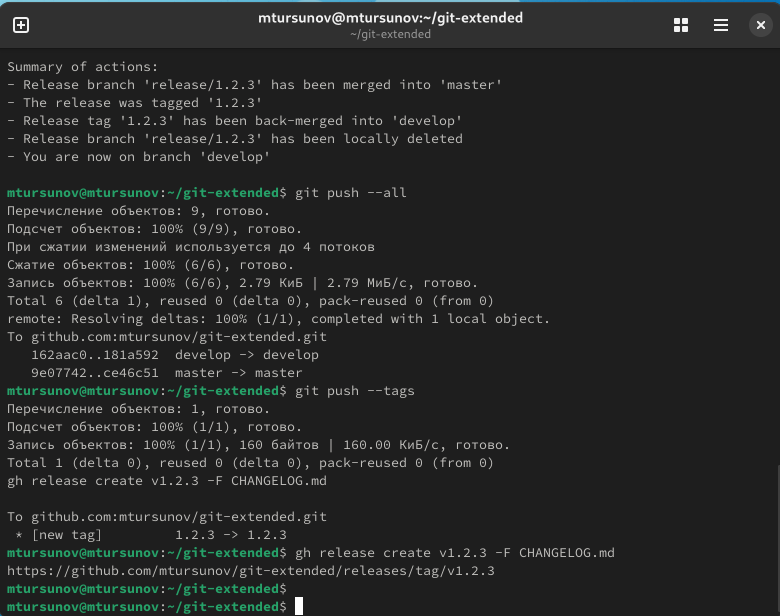 mtursunov@mtursunov:~/git-extended
~/git-extended
Summary of actions:
- Release branch 'release/1.2.3' has been merged into 'master'
- The release was tagged '1.2.3'
- Release tag '1.2.3' has been back-merged into 'develop'
- Release branch 'release/1.2.3' has been locally deleted
- You are now on branch 'develop'
mtursunov@mtursunov:~/git-extended$ git push --all
Перечисление объектов: 9, готово.
Подсчет объектов: 100% (9/9), готово.
При сжатии изменений используется до 4 потоков
Сжатие объектов: 100% (6/6), готово.
Запись объектов: 100% (6/6), 2.79 КиБ | 2.79 МиБ/с, готово.
Total 6 (delta 1), reused 0 (delta 0), pack-reused 0 (from 0)
remote: Resolving deltas: 100% (1/1), completed with 1 local object.
To github.com:mtursunov/git-extended.git
   162aac0..181a592  develop -> develop
   9e07742..ce46c51  master -> master
mtursunov@mtursunov:~/git-extended$ git push --tags
Перечисление объектов: 1, готово.
Подсчет объектов: 100% (1/1), готово.
Запись объектов: 100% (1/1), 160 байтов | 160.00 КиБ/с, готово.
Total 1 (delta 0), reused 0 (delta 0), pack-reused 0 (from 0)
gh release create v1.2.3 -F CHANGELOG.md
To github.com:mtursunov/git-extended.git
 * [new tag]         1.2.3 -> 1.2.3
mtursunov@mtursunov:~/git-extended$ gh release create v1.2.3 -F CHANGELOG.md
https://github.com/mtursunov/git-extended/releases/tag/v1.2.3
mtursunov@mtursunov:~/git-extended$
mtursunov@mtursunov:~/git-extended$